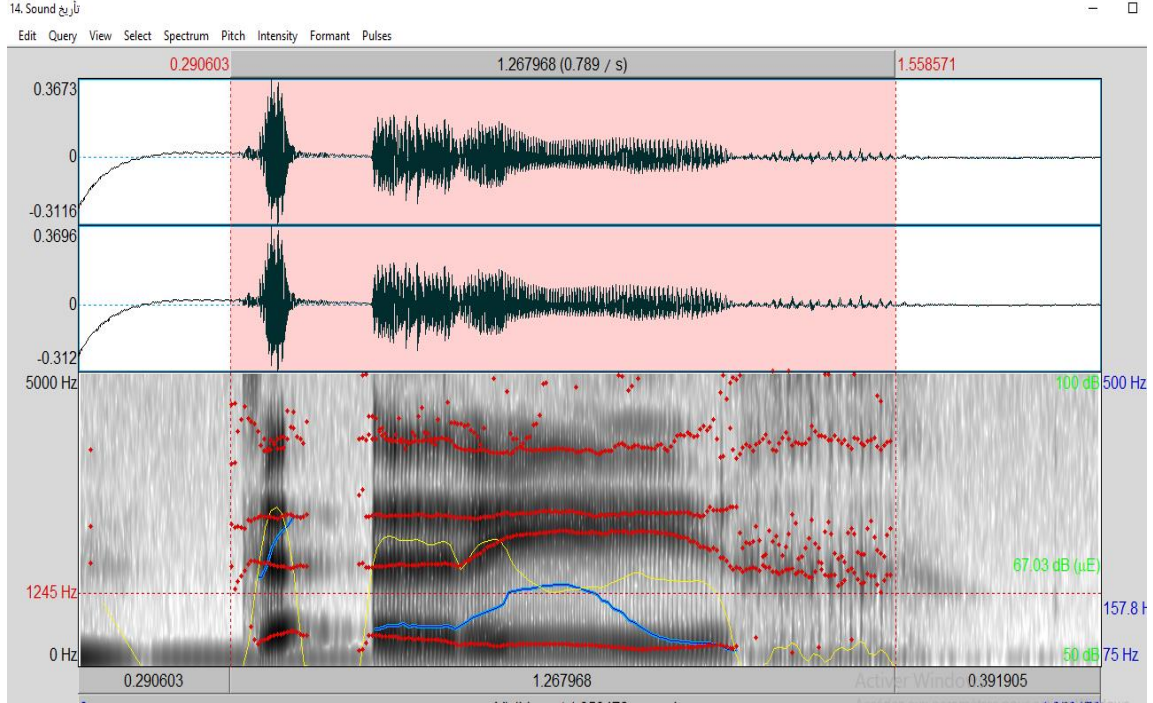 14. Sound تأريخ
Edit Query View Select Spectrum Pitch Intensity Formant Pulses
0.290603 1.267968 (0.789 / s) 1.558571
0.3673
0
-0.3116
0.3696
0
-0.312
5000 Hz 100 dB 500 Hz
67.03 dB (µE)
1245 Hz
157.8 H
0 Hz 50 dB 75 Hz
0.290603 1.267968 0.391905
Activer Windo